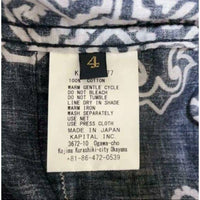 4
100% COTTON
WARM GENTLE CYCLE
DO NOT BLEACH
DO NOT TUMBLE
LINE DRY IN SHADE
WARM IRON
WASH SEPARATELY
USE NET
USE PRESS CLOTH
MADE IN JAPAN
KAPITAL INC
3672-10 Ogawa-cho
Kojima Kurashiki-city Okayama
+81-86-472-0539